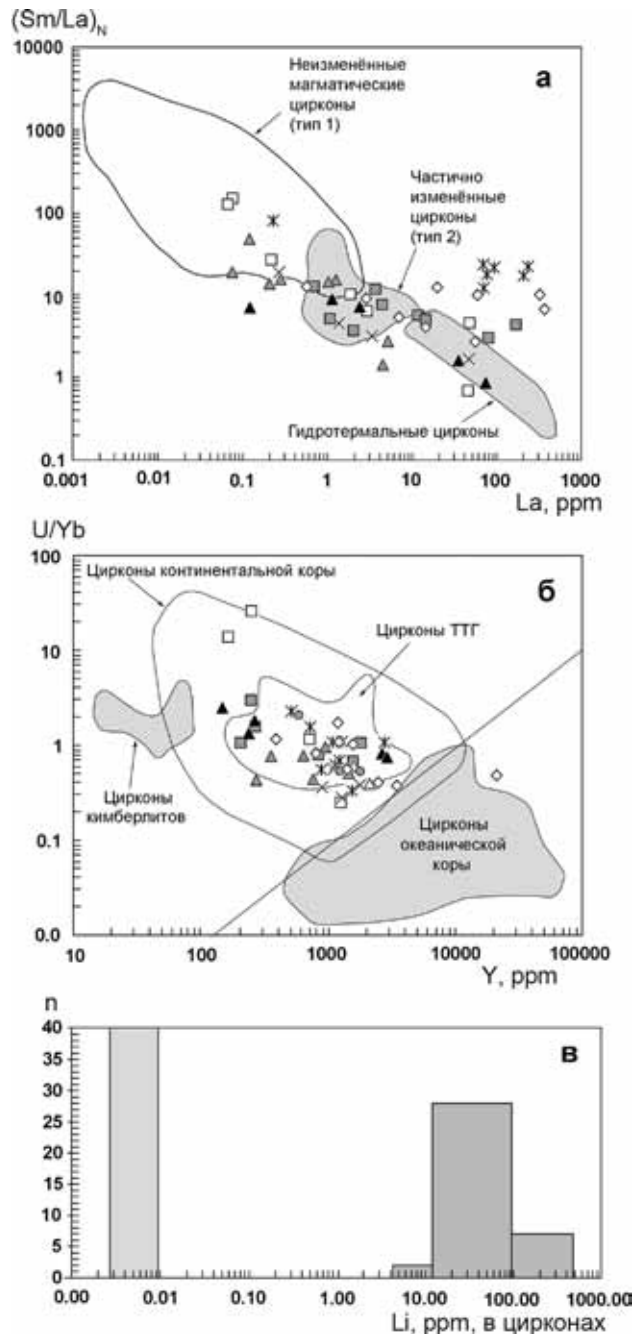 (Sm/La)N
10000
а
Неизменённые
магматические
цирконы
(тип 1)
1000
Частично
изменённые
цирконы
(тип 2)
100
10
1
Гидротермальные цирконы
0.1
0.001 0.01 0.1 1 10 100 1000
La, ppm
U/Yb
100
Цирконы континентальной коры
б
Цирконы ТТГ
10
1
Цирконы
кимберлитов
Цирконы
океанической
коры
0.1
0.0
10 100 1000 10000 100000
Y, ppm
n
40
в
35
30
25
20
15
10
5
0
0.00 0.01 0.10 1.00 10.00 100.00 1000.00
Li, ppm, в цирконах